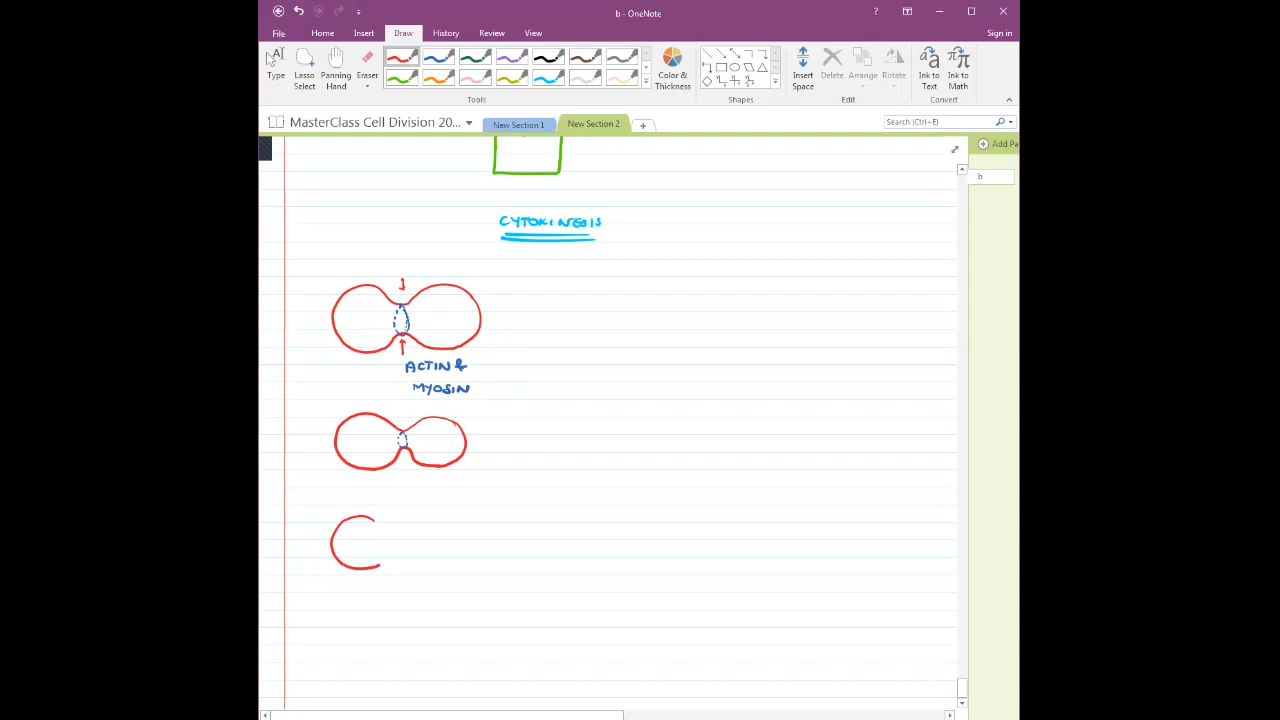 b - OneNote
?
Sign in
File Home Insert Draw History Review View
Type
Lasso Select
Panning Hand
Eraser
Color & Thickness
Insert Space
Delete
Arrange
Rotate
Ink to Text
Ink to Math
Tools
Shapes
Edit
Convert
MasterClass Cell Division 20...
New Section 1
New Section 2
Search (Ctrl+E)
Add Pa
b
CYTOKINESIS
ACTIN &
MYOSIN